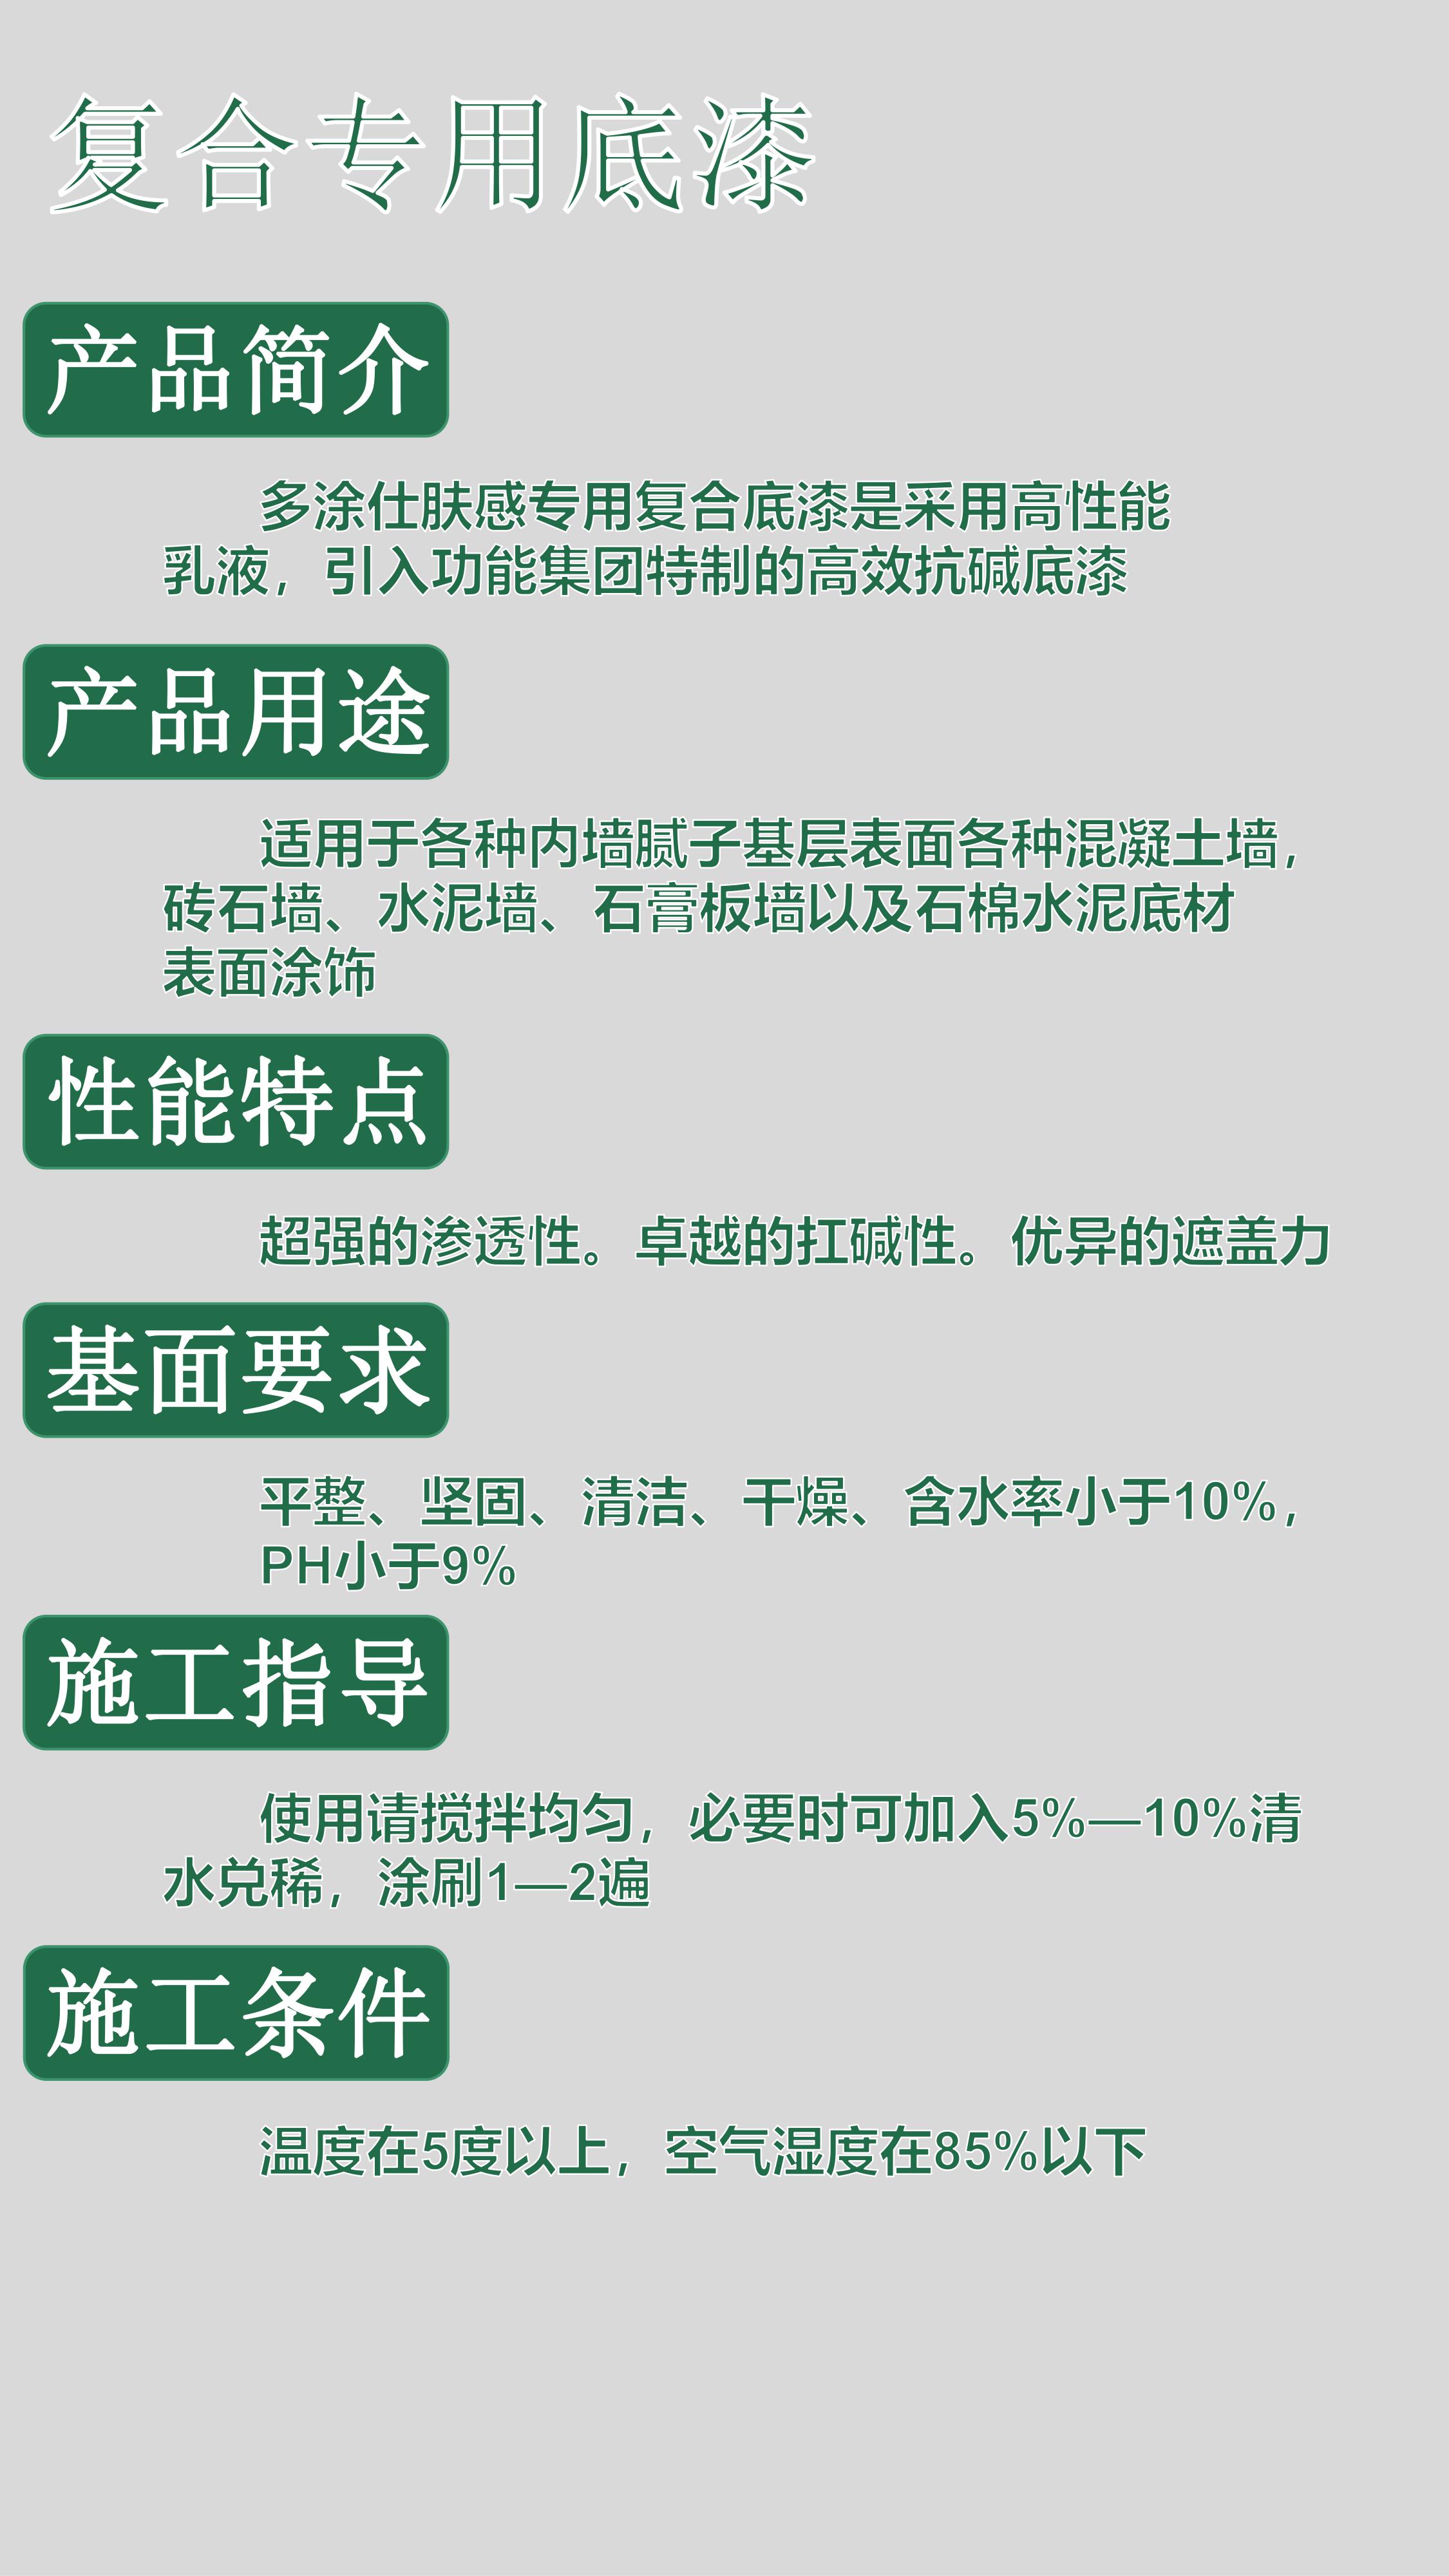 复合专用底漆
产品简介
多涂仕肤感专用复合底漆是采用高性能
乳液，引入功能集团特制的高效抗碱底漆
产品用途
适用于各种内墙腻子基层表面各种混凝土墙，
砖石墙、水泥墙、石膏板墙以及石棉水泥底材
表面涂饰
性能特点
超强的渗透性。卓越的扛碱性。优异的遮盖力
基面要求
平整、坚固、清洁、干燥、含水率小于10%，
PH小于9%
施工指导
使用请搅拌均匀，必要时可加入5%—10%清
水兑稀，涂刷1—2遍
施工条件
温度在5度以上，空气湿度在85%以下